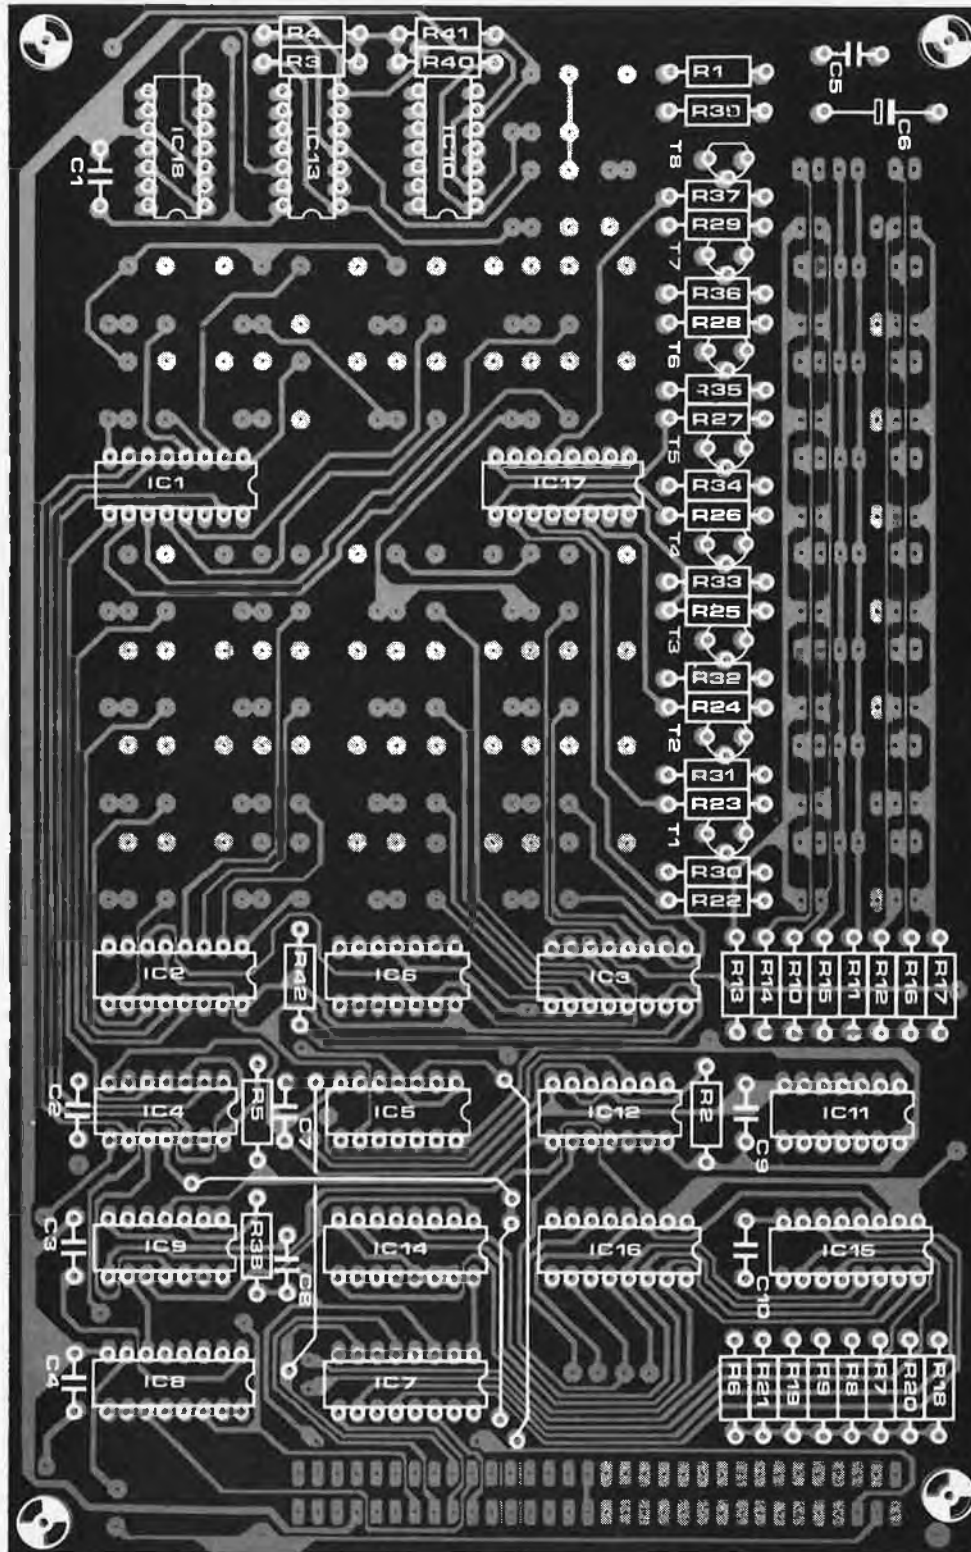 R4 R41
R3 R40
R1
C5
R39
C6
IC18
IC13
IC10
C1
T8
R37
R29
T7
R36
R28
T6
R35
R27
T5
IC1
IC17
R34
R26
T4
R33
R25
T3
R32
R24
T2
R31
R23
T1
R30
R22
IC2
R42
IC6
IC3
R13
R14
R10
R15
R11
R12
R16
R17
C2
IC4
R5
C7
IC5
IC12
R2
C9
IC11
C3
IC9
R38
C8
IC14
IC16
C10
IC15
C4
IC8
IC7
R6
R21
R19
R9
R8
R7
R20
R18